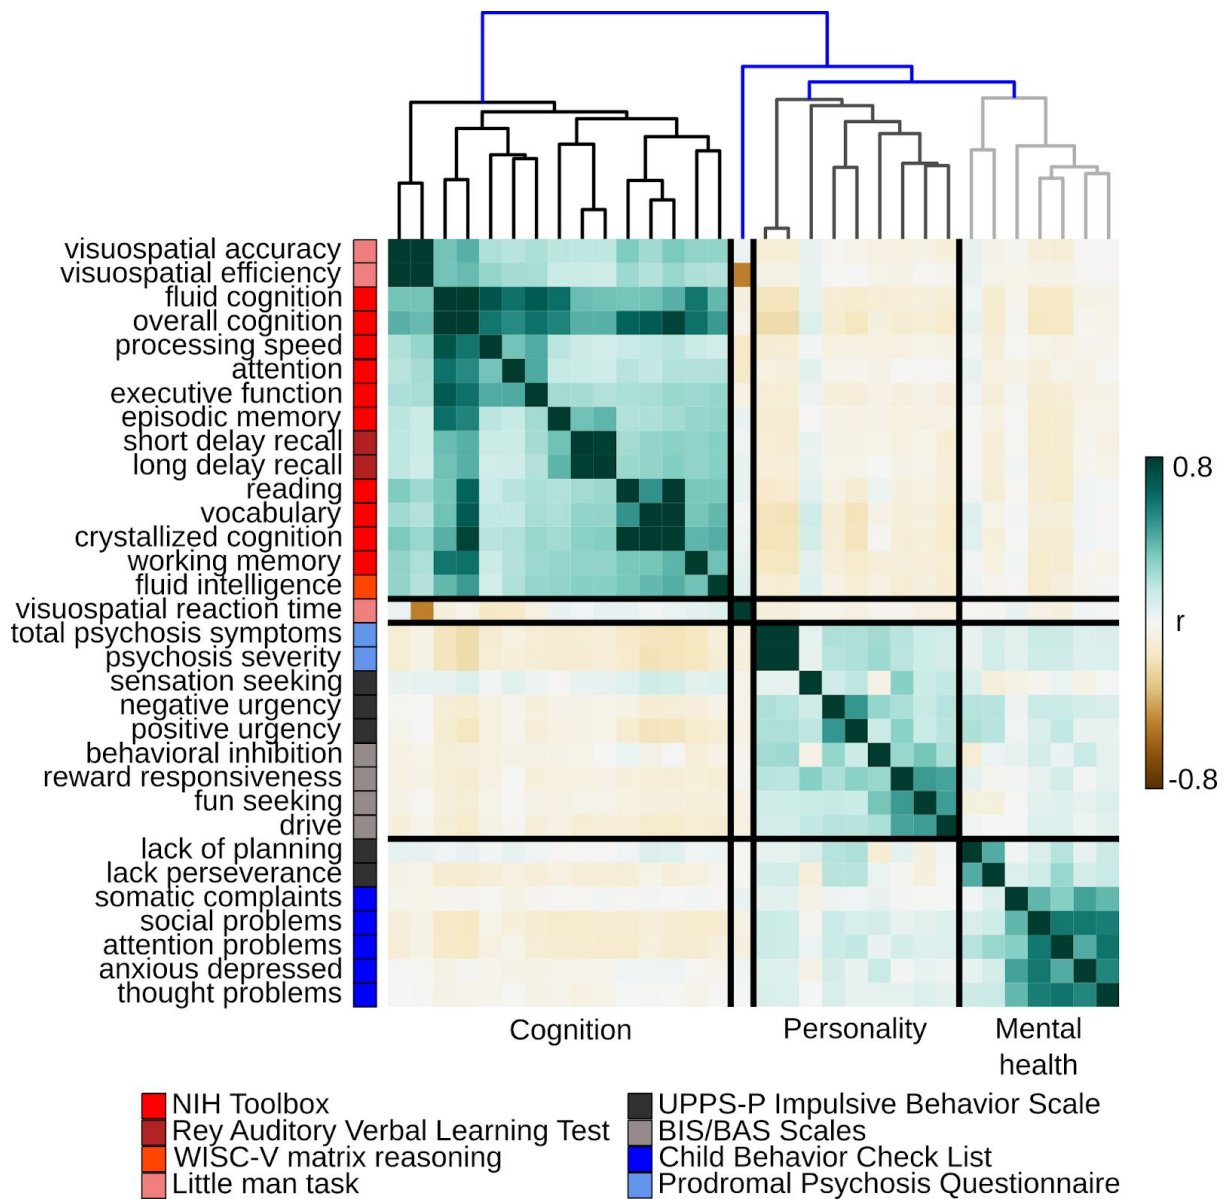 visuospatial accuracy
visuospatial efficiency
fluid cognition
overall cognition
processing speed
attention
executive function
episodic memory
short delay recall
long delay recall
reading
vocabulary
crystallized cognition
working memory
fluid intelligence
visuospatial reaction time
total psychosis symptoms
psychosis severity
sensation seeking
negative urgency
positive urgency
behavioral inhibition
reward responsiveness
fun seeking
drive
lack of planning
lack perseverance
somatic complaints
social problems
attention problems
anxious depressed
thought problems
0.8
r
-0.8
Cognition
Personality
Mental
health
NIH Toolbox
Rey Auditory Verbal Learning Test
WISC-V matrix reasoning
Little man task
UPPS-P Impulsive Behavior Scale
BIS/BAS Scales
Child Behavior Check List
Prodromal Psychosis Questionnaire